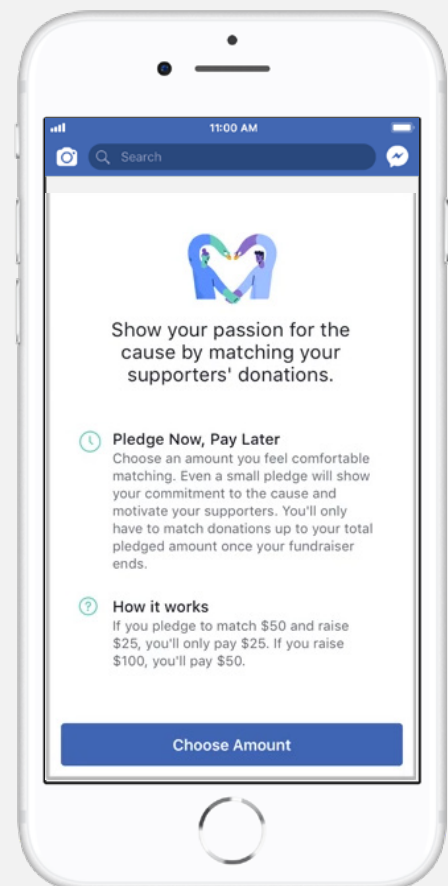 11:00 AM
Search
Show your passion for the
cause by matching your
supporters' donations.
Pledge Now, Pay Later
Choose an amount you feel comfortable
matching. Even a small pledge will show
your commitment to the cause and
motivate your supporters. You'll only
have to match donations up to your total
pledged amount once your fundraiser
ends.
How it works
If you pledge to match $50 and raise
$25, you'll only pay $25. If you raise
$100, you'll pay $50.
Choose Amount